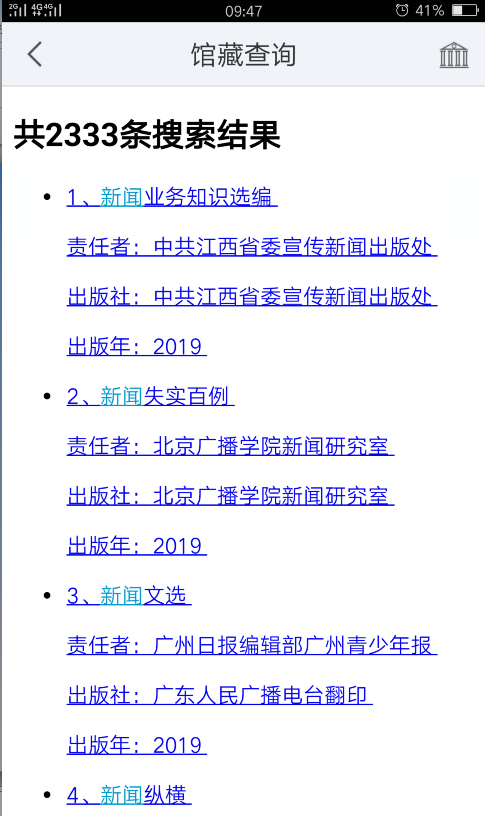 2G 4G 4G 09:47 41%
馆藏查询
共2333条搜索结果
1、新闻业务知识选编
责任者：中共江西省委宣传新闻出版处
出版社：中共江西省委宣传新闻出版处
出版年：2019
2、新闻失实百例
责任者：北京广播学院新闻研究室
出版社：北京广播学院新闻研究室
出版年：2019
3、新闻文选
责任者：广州日报编辑部广州青少年报
出版社：广东人民广播电台翻印
出版年：2019
4、新闻纵横